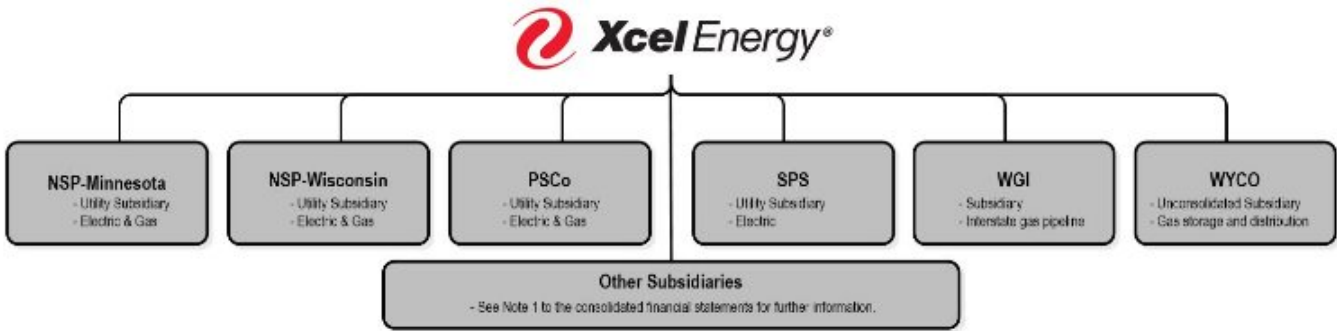 Xcel Energy®
NSP-Minnesota
- Utility Subsidiary
- Electric & Gas
NSP-Wisconsin
- Utility Subsidiary
- Electric & Gas
PSCo
- Utility Subsidiary
- Electric & Gas
SPS
- Utility Subsidiary
- Electric
WGI
- Subsidiary
- Interstate gas pipeline
WYCO
- Unconsolidated Subsidiary
- Gas storage and distribution
Other Subsidiaries
- See Note 1 to the consolidated financial statements for further information.